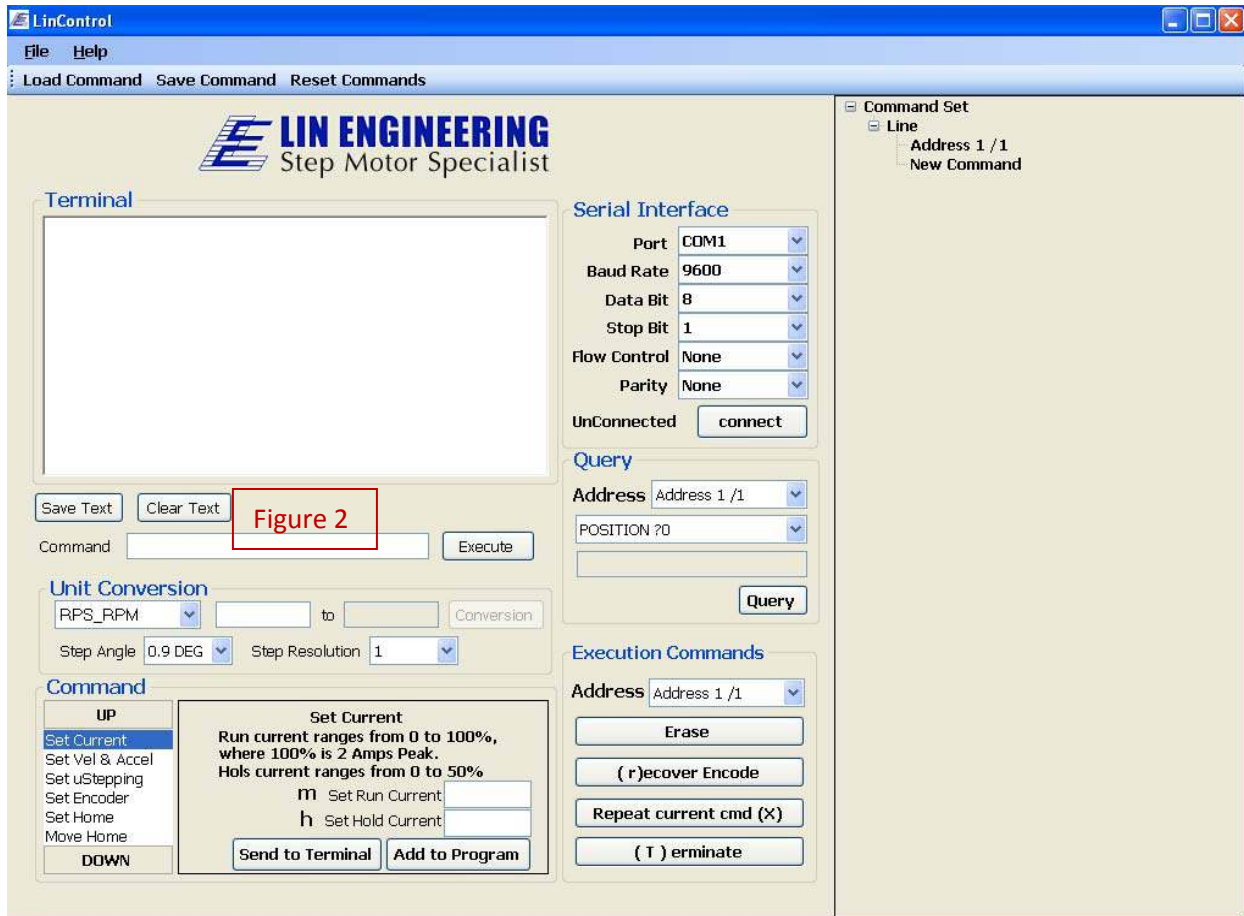 LinControl
File Help
Load Command Save Command Reset Commands
LIN ENGINEERING
Step Motor Specialist
Terminal
Save Text Clear Text
Figure 2
Command Execute
Unit Conversion
RPS_RPM to Conversion
Step Angle 0.9 DEG Step Resolution 1
Command
UP
Set Current
Set Vel & Accel
Set uStepping
Set Encoder
Set Home
Move Home
DOWN
Set Current
Run current ranges from 0 to 100%,
where 100% is 2 Amps Peak.
Hols current ranges from 0 to 50%
m Set Run Current
h Set Hold Current
Send to Terminal Add to Program
Serial Interface
Port COM1
Baud Rate 9600
Data Bit 8
Stop Bit 1
Flow Control None
Parity None
UnConnected connect
Query
Address Address 1 /1
POSITION ?0
Query
Execution Commands
Address Address 1 /1
Erase
( r )ecover Encode
Repeat current cmd (X)
( T ) erminate
Command Set
Line
Address 1 /1
New Command